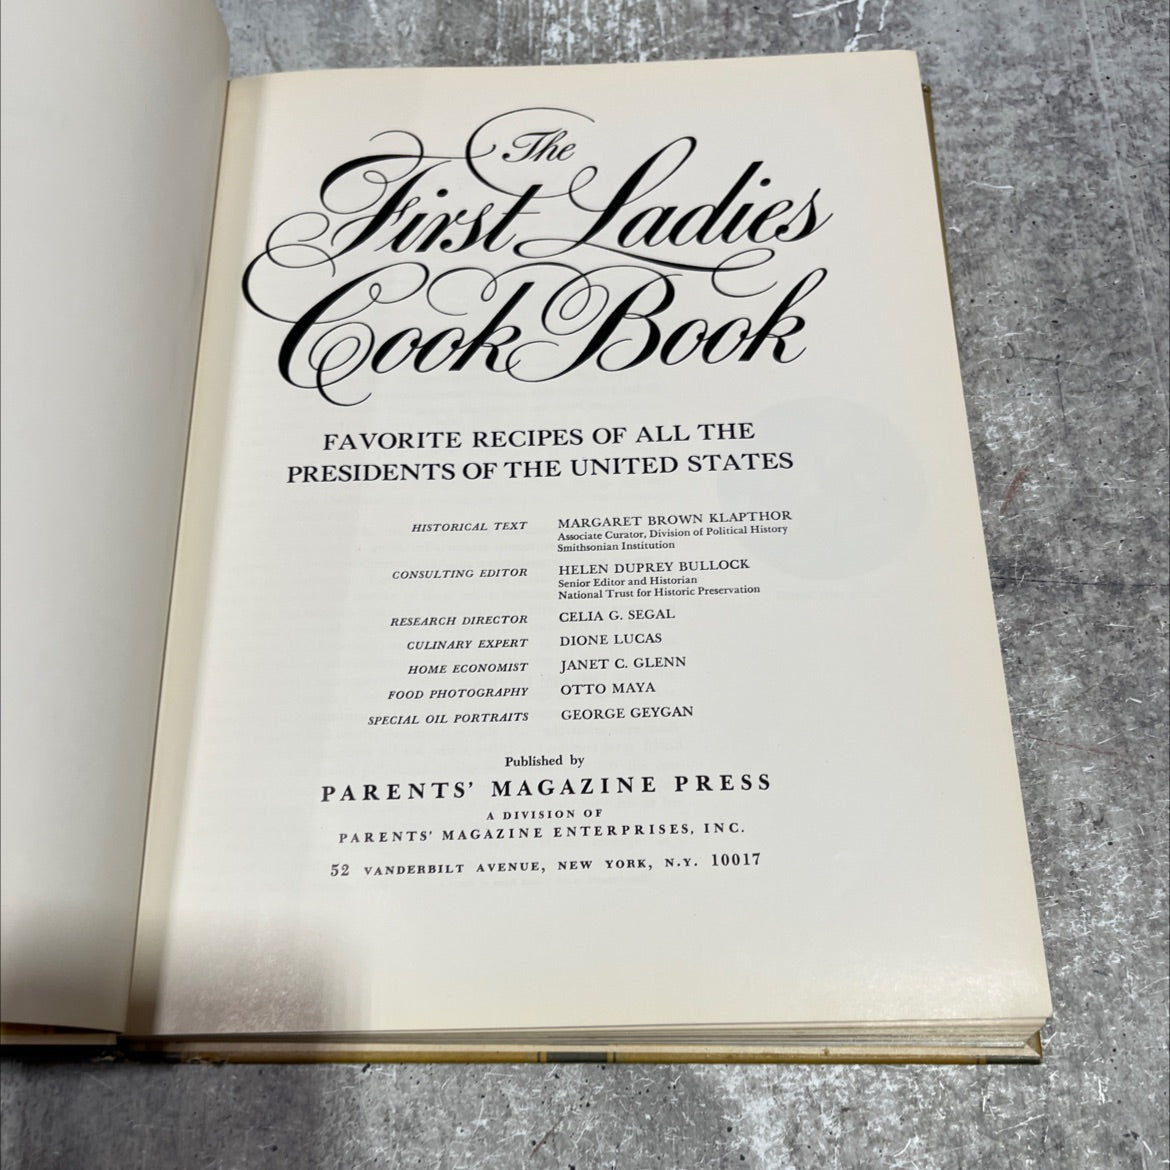 The
First Ladies
Cook Book
FAVORITE RECIPES OF ALL THE
PRESIDENTS OF THE UNITED STATES
HISTORICAL TEXT MARGARET BROWN KLAPTHOR
Associate Curator, Division of Political History
Smithsonian Institution
CONSULTING EDITOR HELEN DUPREY BULLOCK
Senior Editor and Historian
National Trust for Historic Preservation
RESEARCH DIRECTOR CELIA G. SEGAL
CULINARY EXPERT DIONE LUCAS
HOME ECONOMIST JANET C. GLENN
FOOD PHOTOGRAPHY OTTO MAYA
SPECIAL OIL PORTRAITS GEORGE GEYGAN
Published by
PARENTS' MAGAZINE PRESS
A DIVISION OF
PARENTS' MAGAZINE ENTERPRISES, INC.
52 VANDERBILT AVENUE, NEW YORK, N.Y. 10017